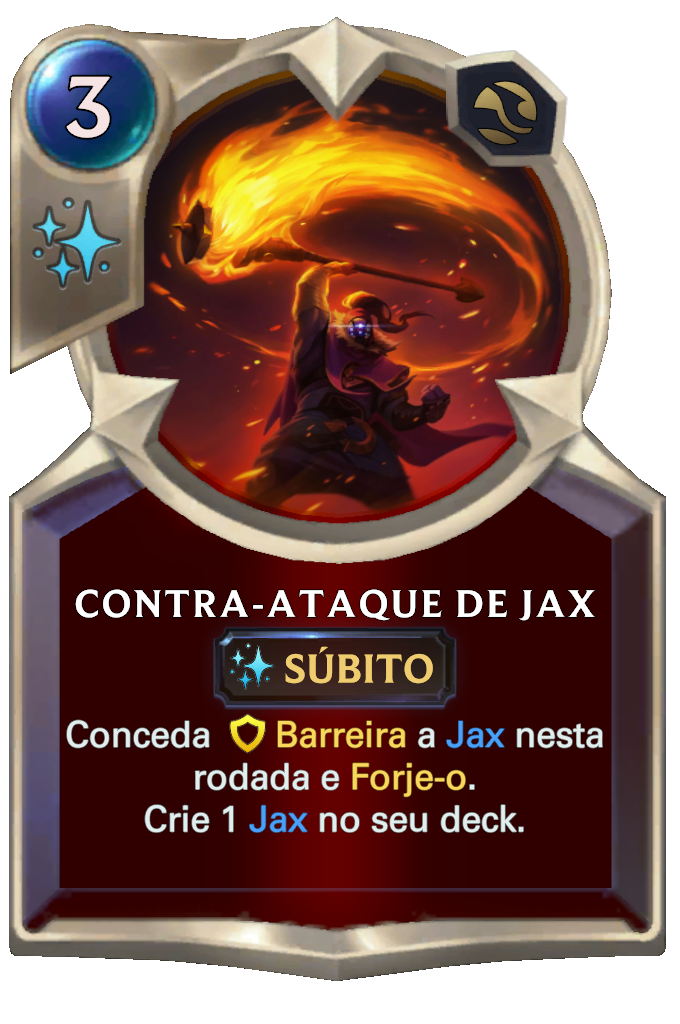 3
CONTRA-ATAQUE DE JAX
SÚBITO
Conceda Barreira a Jax nesta
rodada e Forje-o.
Crie 1 Jax no seu deck.